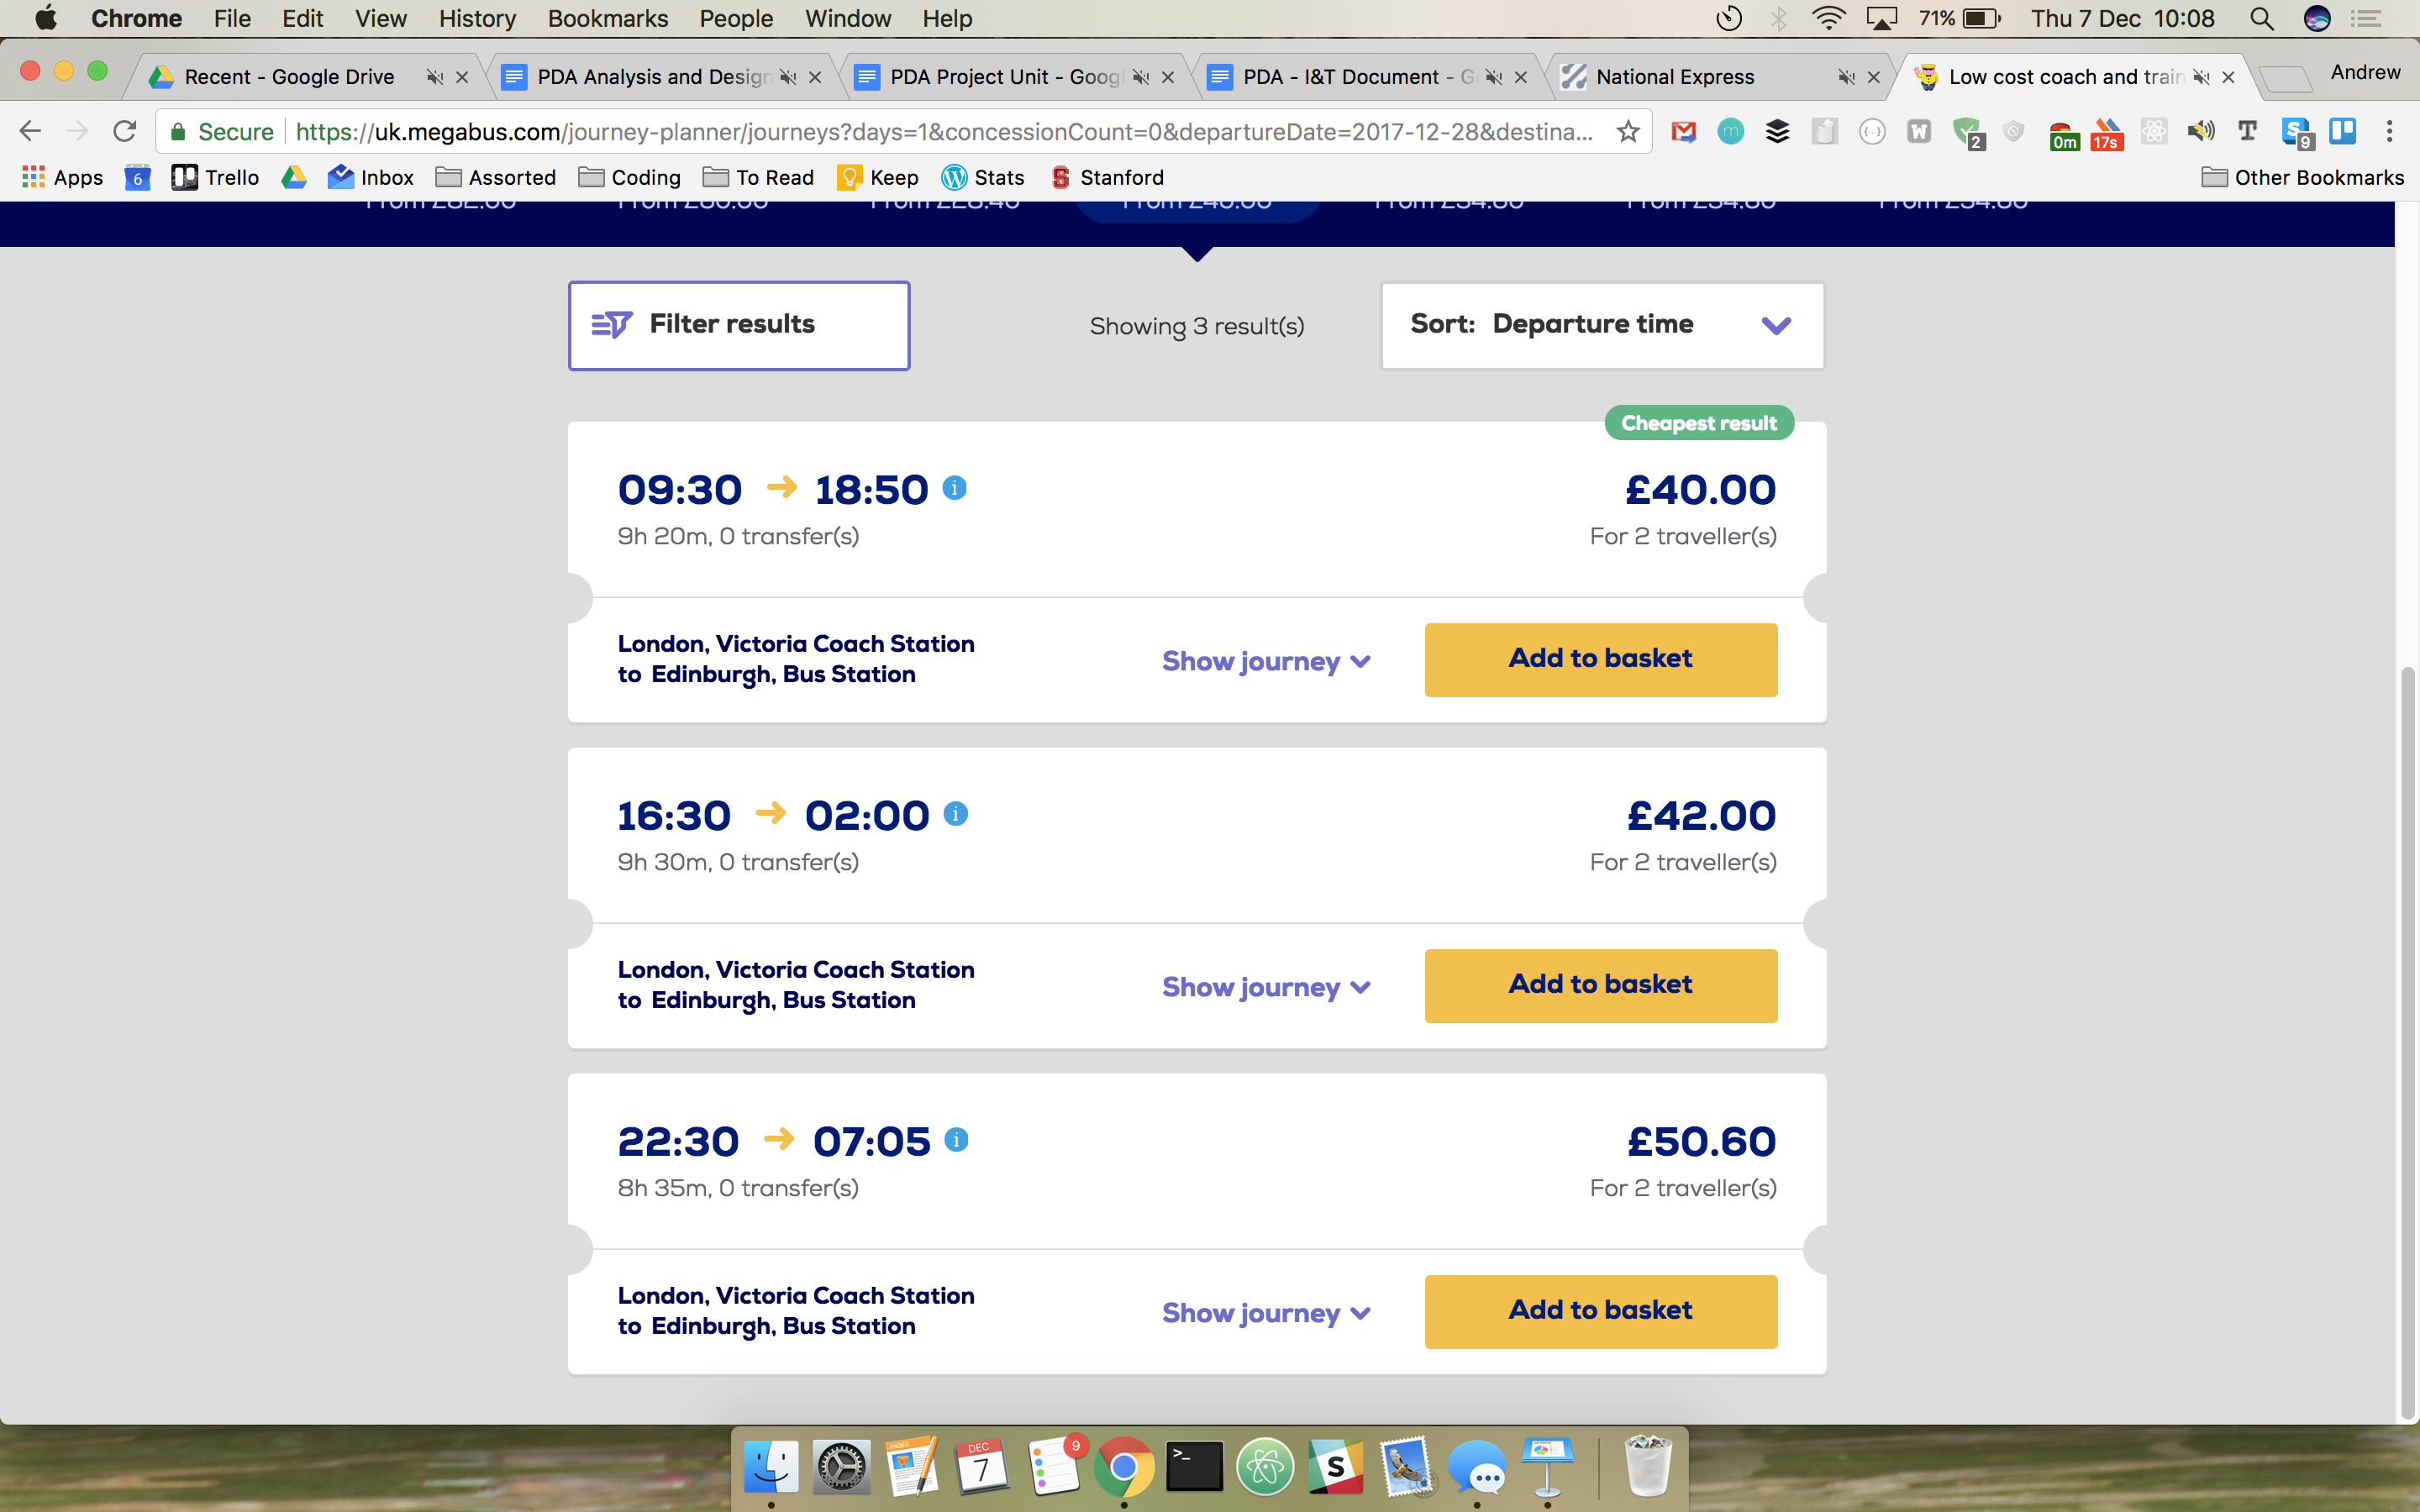 Chrome File Edit View History Bookmarks People Window Help 71% Thu 7 Dec 10:08
Recent - Google Drive PDA Analysis and Design PDA Project Unit - Goog PDA - I&T Document - G National Express Low cost coach and train Andrew
Secure https://uk.megabus.com/journey-planner/journeys?days=1&concessionCount=0&departureDate=2017-12-28&destina... m {...} W 2 0m 17s T S 9
Apps 6 Trello Inbox Assorted Coding To Read Keep Stats S Stanford Other Bookmarks
Filter results Showing 3 result(s) Sort: Departure time
Cheapest result
09:30 → 18:50 i £40.00
9h 20m, 0 transfer(s) For 2 traveller(s)
London, Victoria Coach Station
to Edinburgh, Bus Station
Show journey Add to basket
16:30 → 02:00 i £42.00
9h 30m, 0 transfer(s) For 2 traveller(s)
London, Victoria Coach Station
to Edinburgh, Bus Station
Show journey Add to basket
22:30 → 07:05 i £50.60
8h 35m, 0 transfer(s) For 2 traveller(s)
London, Victoria Coach Station
to Edinburgh, Bus Station
Show journey Add to basket
PAGES DEC 7 9 >_ S